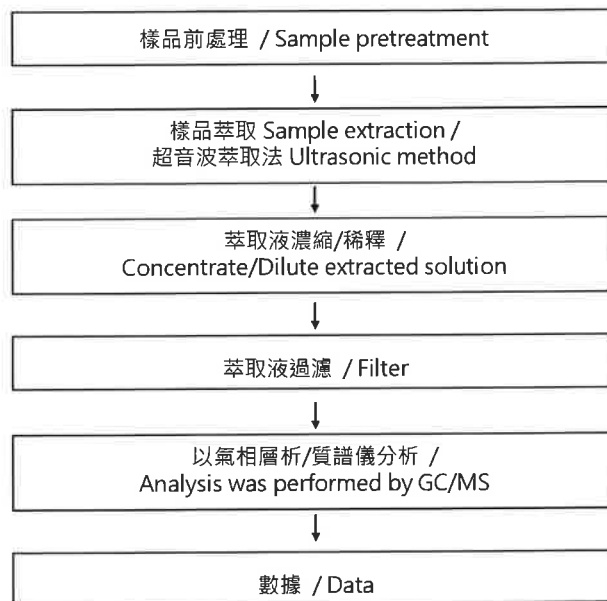 樣品前處理 / Sample pretreatment
樣品萃取 Sample extraction /
超音波萃取法 Ultrasonic method
萃取液濃縮/稀釋 /
Concentrate/Dilute extracted solution
萃取液過濾 / Filter
以氣相層析/質譜儀分析 /
Analysis was performed by GC/MS
數據 / Data